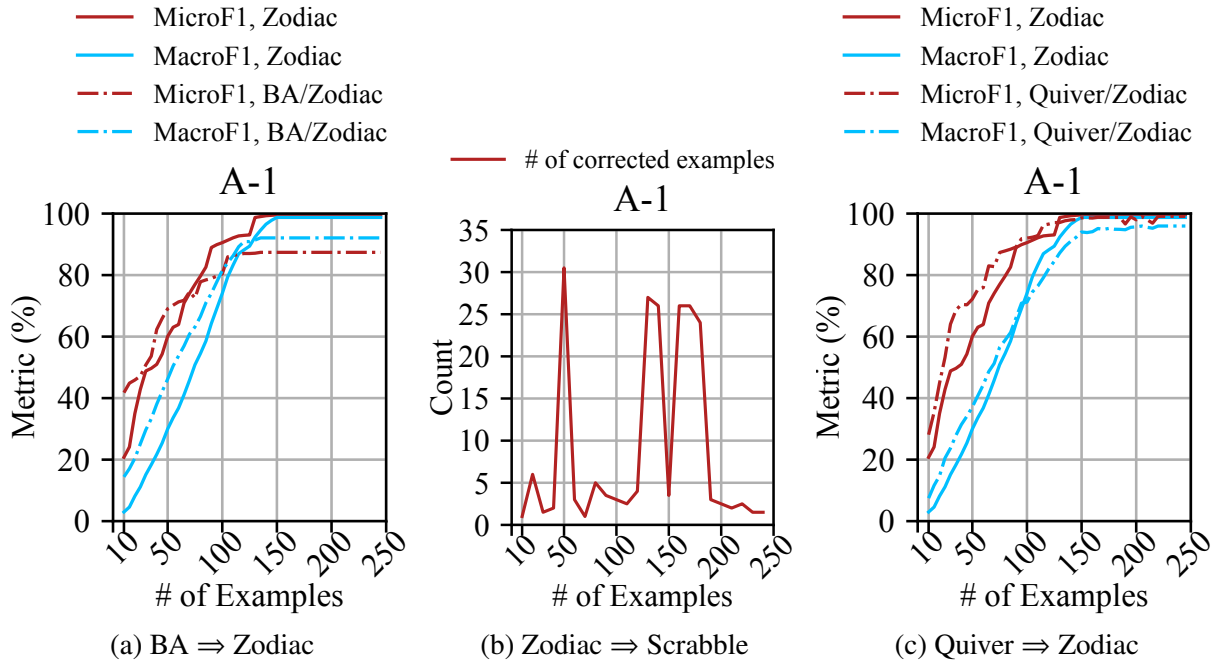 MicroF1, Zodiac
MacroF1, Zodiac
MicroF1, BA/Zodiac
MacroF1, BA/Zodiac
A-1
100
80
60
40
20
0
Metric (%)
10
50
100
150
200
250
# of Examples
(a) BA ⇒ Zodiac
# of corrected examples
A-1
35
30
25
20
15
10
5
0
Count
10
50
100
150
200
250
# of Examples
(b) Zodiac ⇒ Scrabble
MicroF1, Zodiac
MacroF1, Zodiac
MicroF1, Quiver/Zodiac
MacroF1, Quiver/Zodiac
A-1
100
80
60
40
20
0
Metric (%)
10
50
100
150
200
250
# of Examples
(c) Quiver ⇒ Zodiac